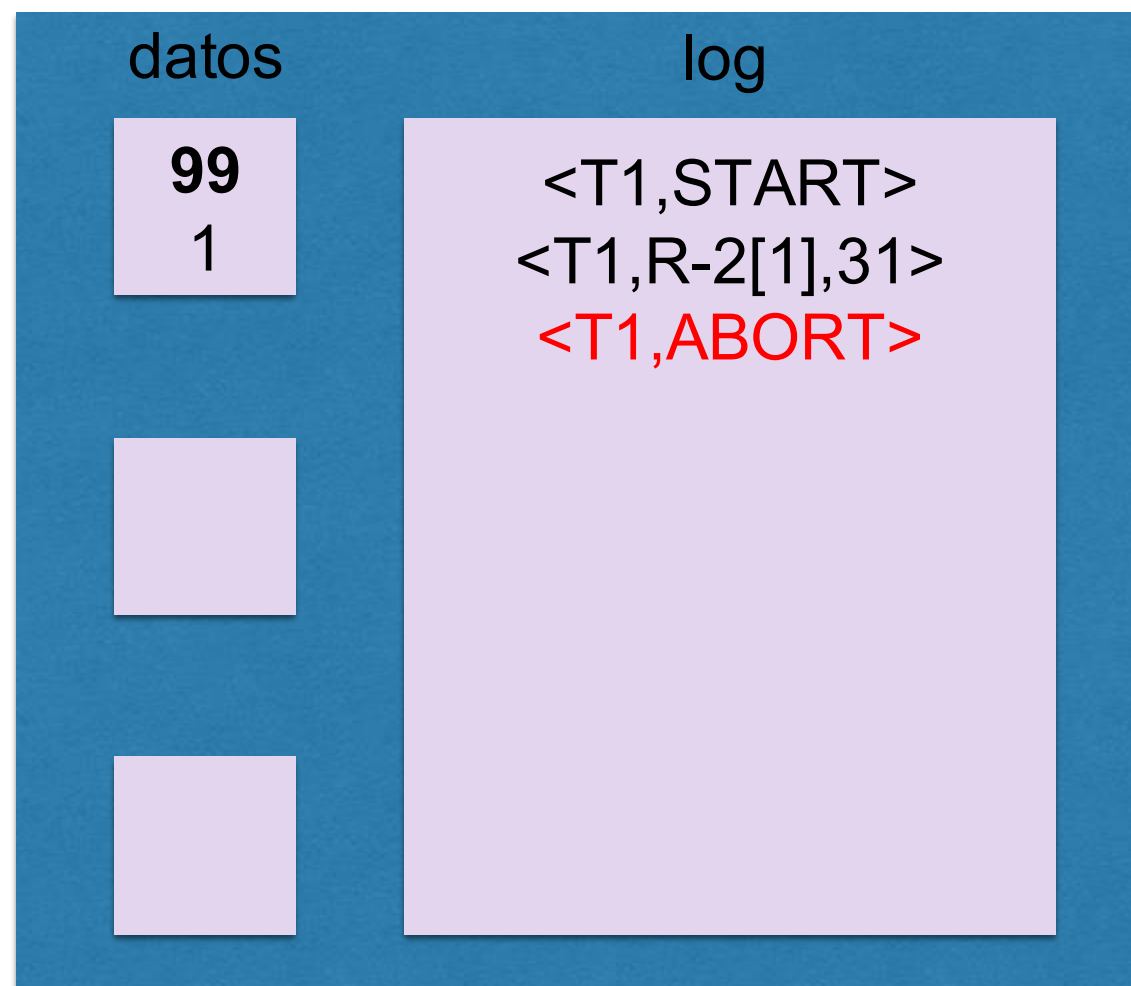 datos
log
99
1
<T1,START>
<T1,R-2[1],31>
<T1,ABORT>